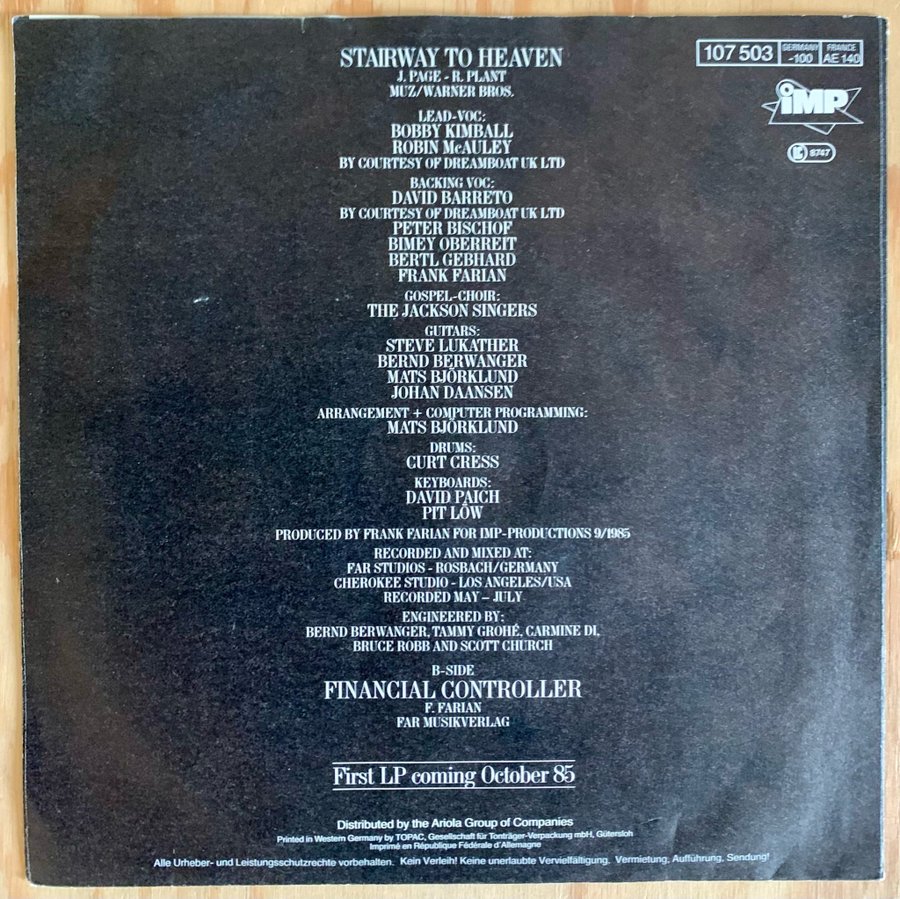 STAIRWAY TO HEAVEN
J. PAGE - R. PLANT
MUZ/WARNER BROS.
107 503 GERMANY -100 FRANCE AE 140
iMP
8747
LEAD-VOC:
BOBBY KIMBALL
ROBIN McAULEY
BY COURTESY OF DREAMBOAT UK LTD
BACKING VOC:
DAVID BARRETO
BY COURTESY OF DREAMBOAT UK LTD
PETER BISCHOF
BIMEY OBERREIT
BERTL GEBHARD
FRANK FARIAN
GOSPEL-CHOIR:
THE JACKSON SINGERS
GUITARS:
STEVE LUKATHER
BERND BERWANGER
MATS BJÖRKLUND
JOHAN DAANSEN
ARRANGEMENT + COMPUTER PROGRAMMING:
MATS BJÖRKLUND
DRUMS:
CURT CRESS
KEYBOARDS:
DAVID PAICH
PIT LÖW
PRODUCED BY FRANK FARIAN FOR IMP-PRODUCTIONS 9/1985
RECORDED AND MIXED AT:
FAR STUDIOS - ROSBACH/GERMANY
CHEROKEE STUDIO - LOS ANGELES/USA
RECORDED MAY – JULY
ENGINEERED BY:
BERND BERWANGER, TAMMY GROHÉ, CARMINE DI,
BRUCE ROBB AND SCOTT CHURCH
B-SIDE
FINANCIAL CONTROLLER
F. FARIAN
FAR MUSIKVERLAG
First LP coming October 85
Distributed by the Ariola Group of Companies
Printed in Western Germany by TOPAC, Gesellschaft für Tonträger-Verpackung mbH, Gütersloh
Imprimé en République Fédérale d'Allemagne
Alle Urheber- und Leistungsschutzrechte vorbehalten. Kein Verleih! Keine unerlaubte Vervielfältigung, Vermietung, Aufführung, Sendung!